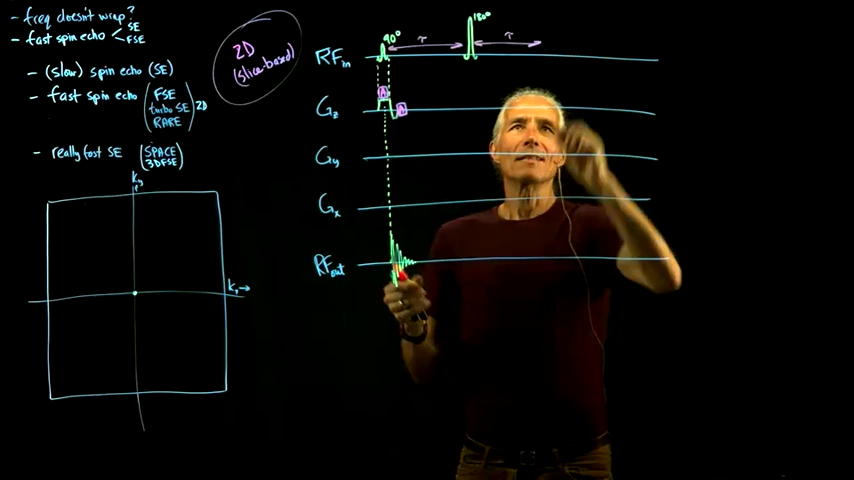 - freq doesn't wrap?
- fast spin echo < SE
FSE
- (slow) spin echo (SE)
- fast spin echo (FSE
turbo SE
RARE) 2D
- really fast SE (SPACE
3DFSE)
2D
(slice-based)
ky
kx →
90°
180°
τ
τ
RFin
Gz
A
Gy
Gx
RFout